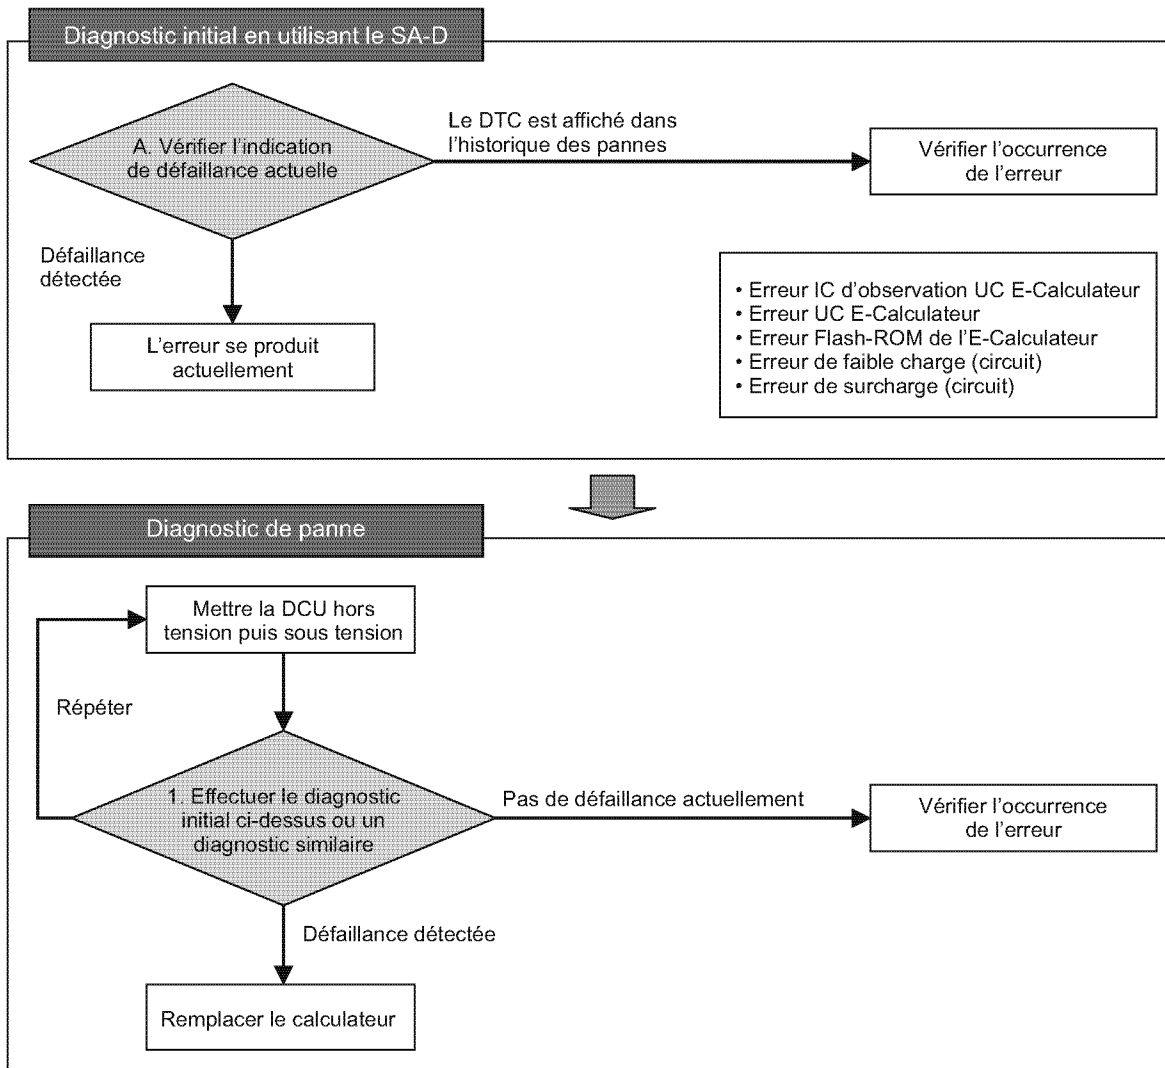 Diagnostic initial en utilisant le SA-D
A. Vérifier l'indication
de défaillance actuelle
Le DTC est affiché dans
l'historique des pannes
Vérifier l'occurrence
de l'erreur
Défaillance
détectée
L'erreur se produit
actuellement
• Erreur IC d'observation UC E-Calculateur
• Erreur UC E-Calculateur
• Erreur Flash-ROM de l'E-Calculateur
• Erreur de faible charge (circuit)
• Erreur de surcharge (circuit)
Diagnostic de panne
Mettre la DCU hors
tension puis sous tension
Répéter
1. Effectuer le diagnostic
initial ci-dessus ou un
diagnostic similaire
Pas de défaillance actuellement
Vérifier l'occurrence
de l'erreur
Défaillance détectée
Remplacer le calculateur